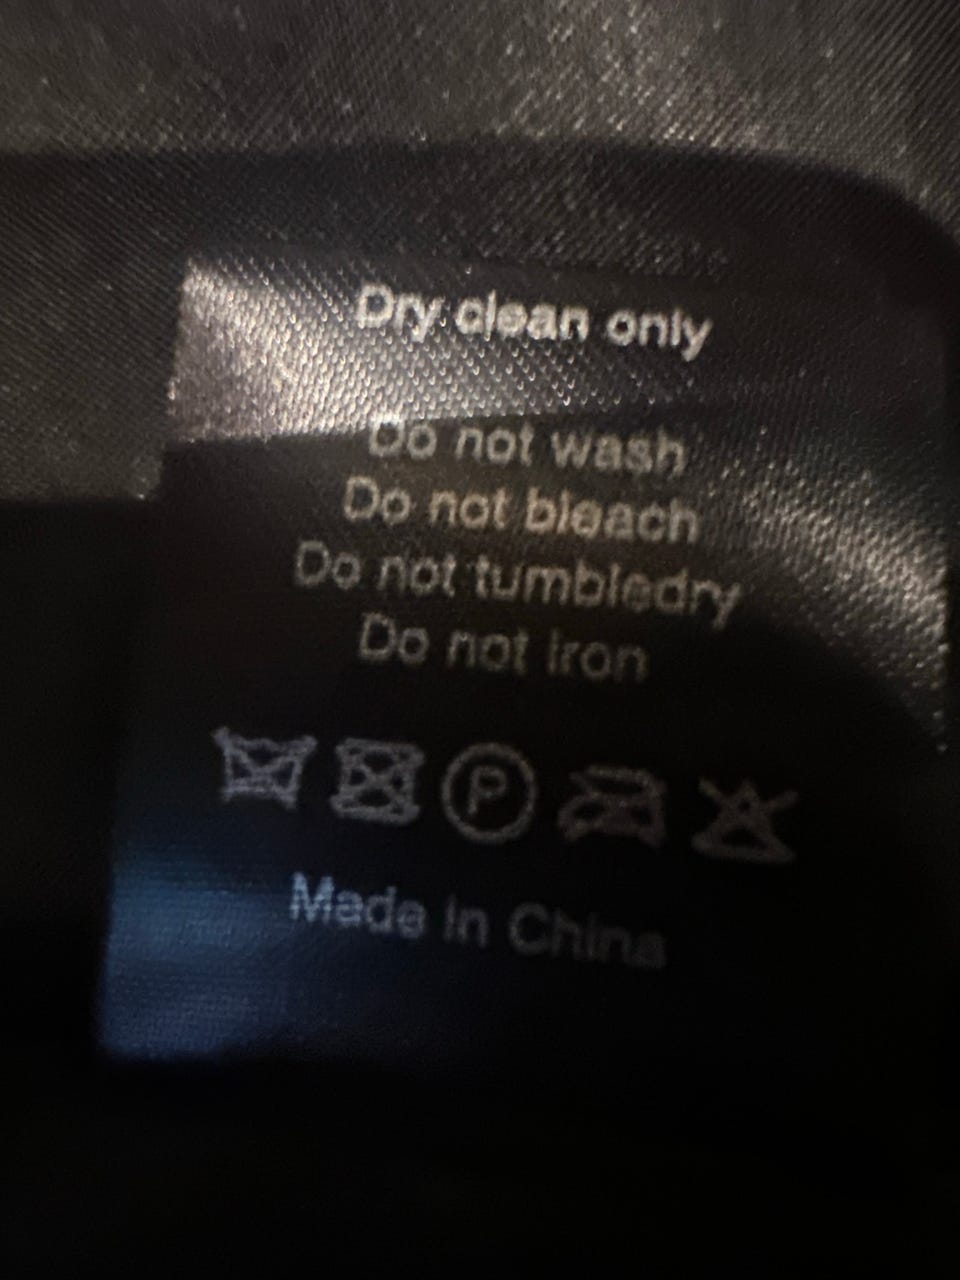 Dry clean only
Do not wash
Do not bleach
Do not tumbledry
Do not iron
P
Made in China